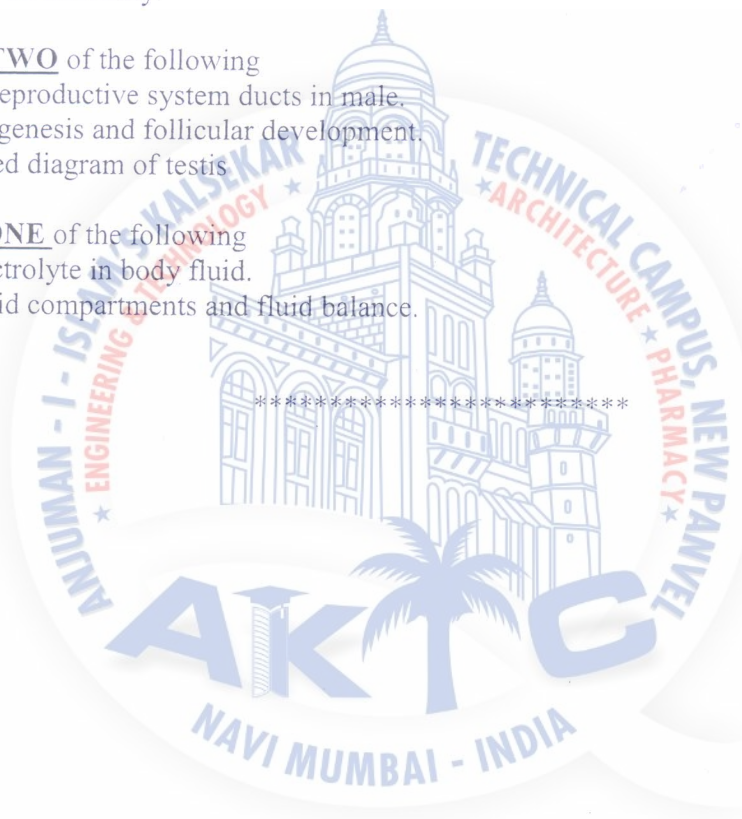 TWO of the following
eproductive system ducts in male.
genesis and follicular development.
ed diagram of testis
ONE of the following
ctrolyte in body fluid.
id compartments and fluid balance.
*************************
ANJUMAN - I - ISLAM'S KALSEKAR TECHNICAL CAMPUS, NEW PANVEL
★ ENGINEERING & TECHNOLOGY ★ ★ ARCHITECTURE ★ PHARMACY ★
AKTC
NAVI MUMBAI - INDIA